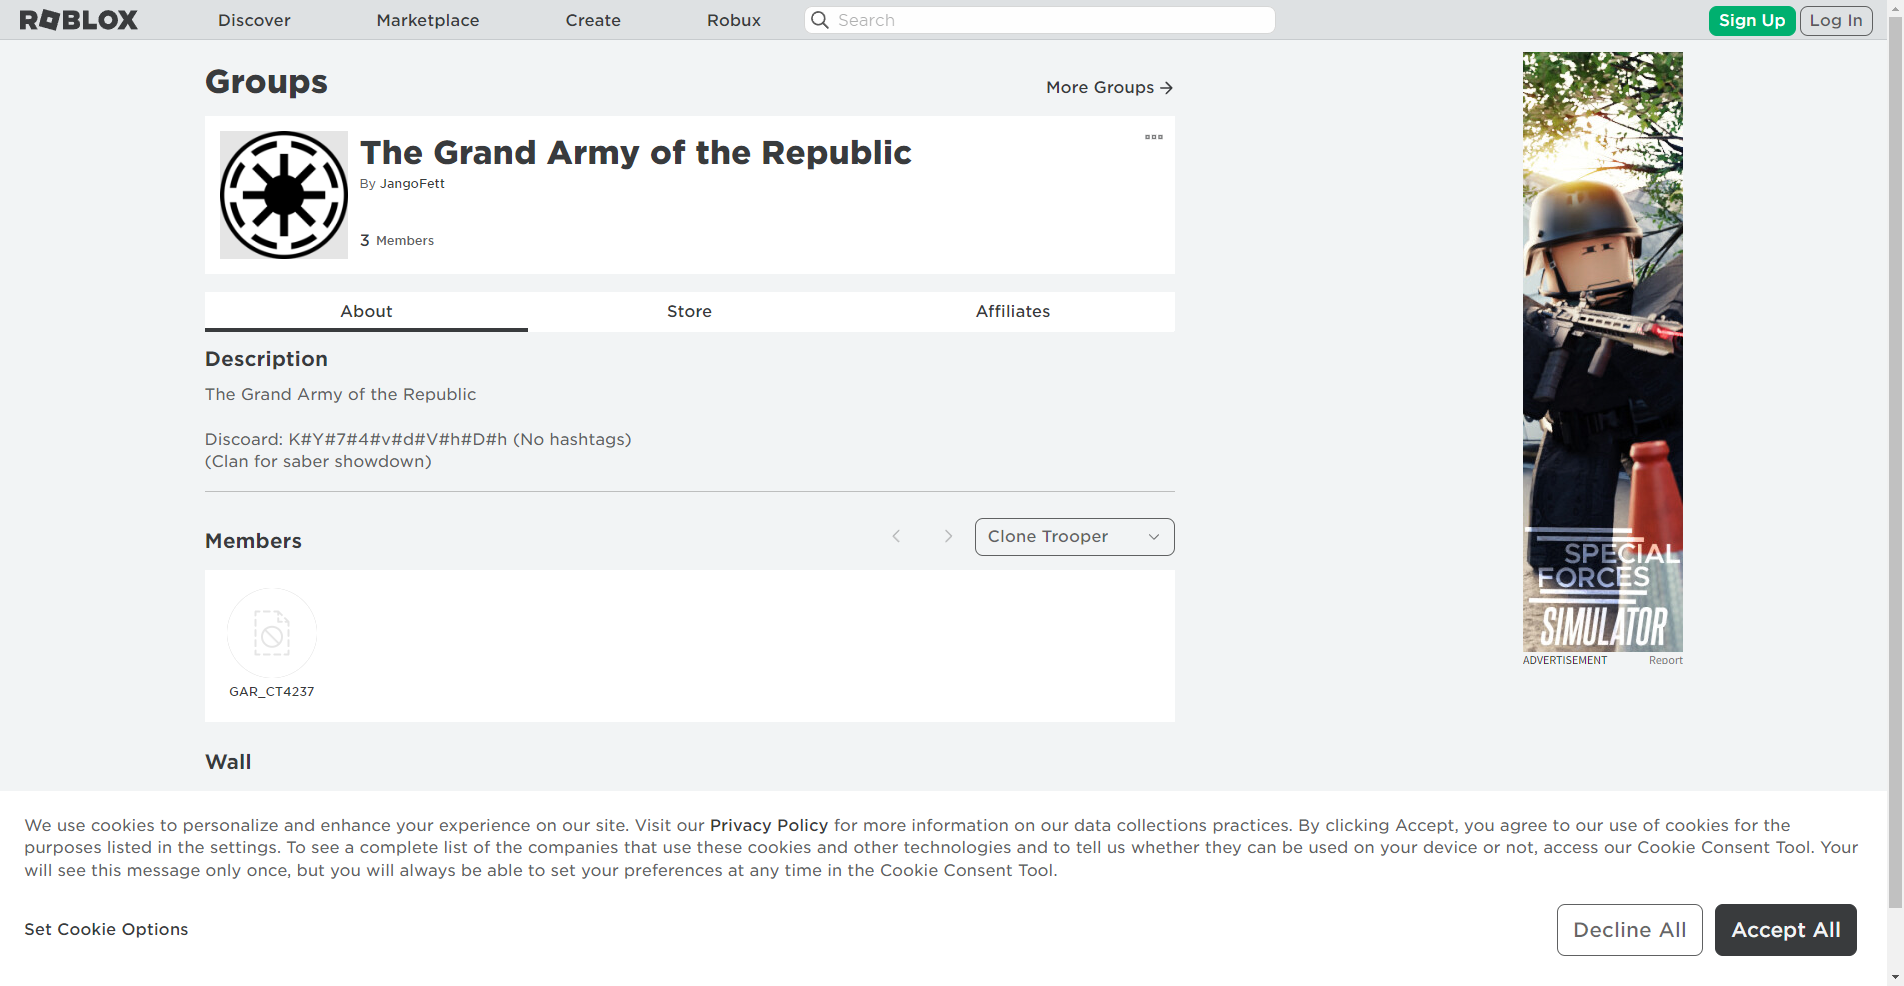 ROBLOX Discover Marketplace Create Robux Search Sign Up Log In
Groups
More Groups →
The Grand Army of the Republic
By JangoFett
3 Members
About Store Affiliates
Description
The Grand Army of the Republic
Discoard: K#Y#7#4#v#d#V#h#D#h (No hashtags)
(Clan for saber showdown)
Members
Clone Trooper
GAR_CT4237
Wall
SPECIAL
FORCES
SIMULATOR
ADVERTISEMENT Report
We use cookies to personalize and enhance your experience on our site. Visit our Privacy Policy for more information on our data collections practices. By clicking Accept, you agree to our use of cookies for the
purposes listed in the settings. To see a complete list of the companies that use these cookies and other technologies and to tell us whether they can be used on your device or not, access our Cookie Consent Tool. Your
will see this message only once, but you will always be able to set your preferences at any time in the Cookie Consent Tool.
Set Cookie Options
Decline All
Accept All